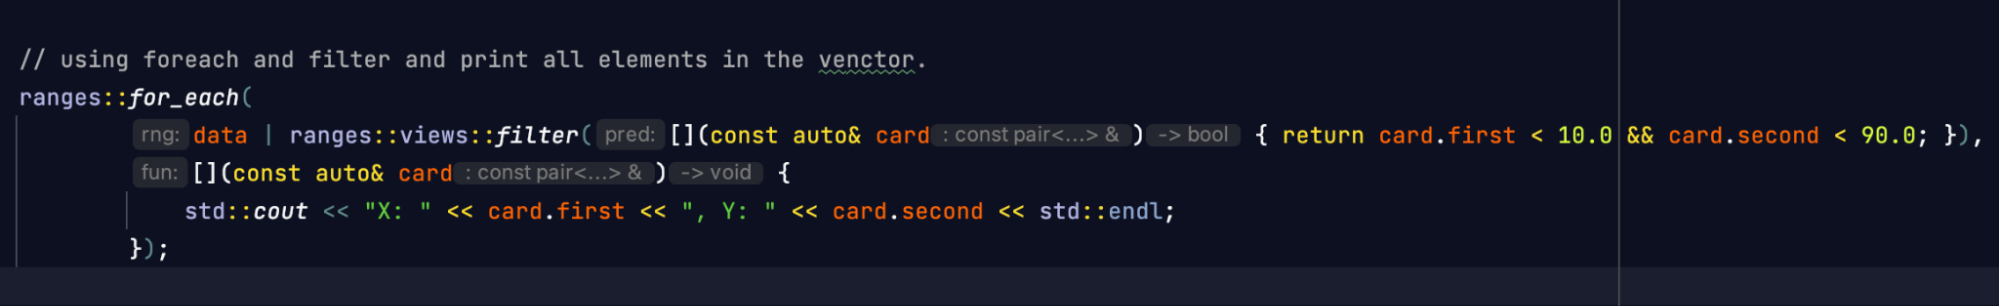 // using foreach and filter and print all elements in the venctor.
ranges::for_each(
rng: data | ranges::views::filter( pred: [](const auto& card : const pair<...> & ) -> bool { return card.first < 10.0 && card.second < 90.0; }),
fun: [](const auto& card : const pair<...> & ) -> void {
std::cout << "X: " << card.first << ", Y: " << card.second << std::endl;
});